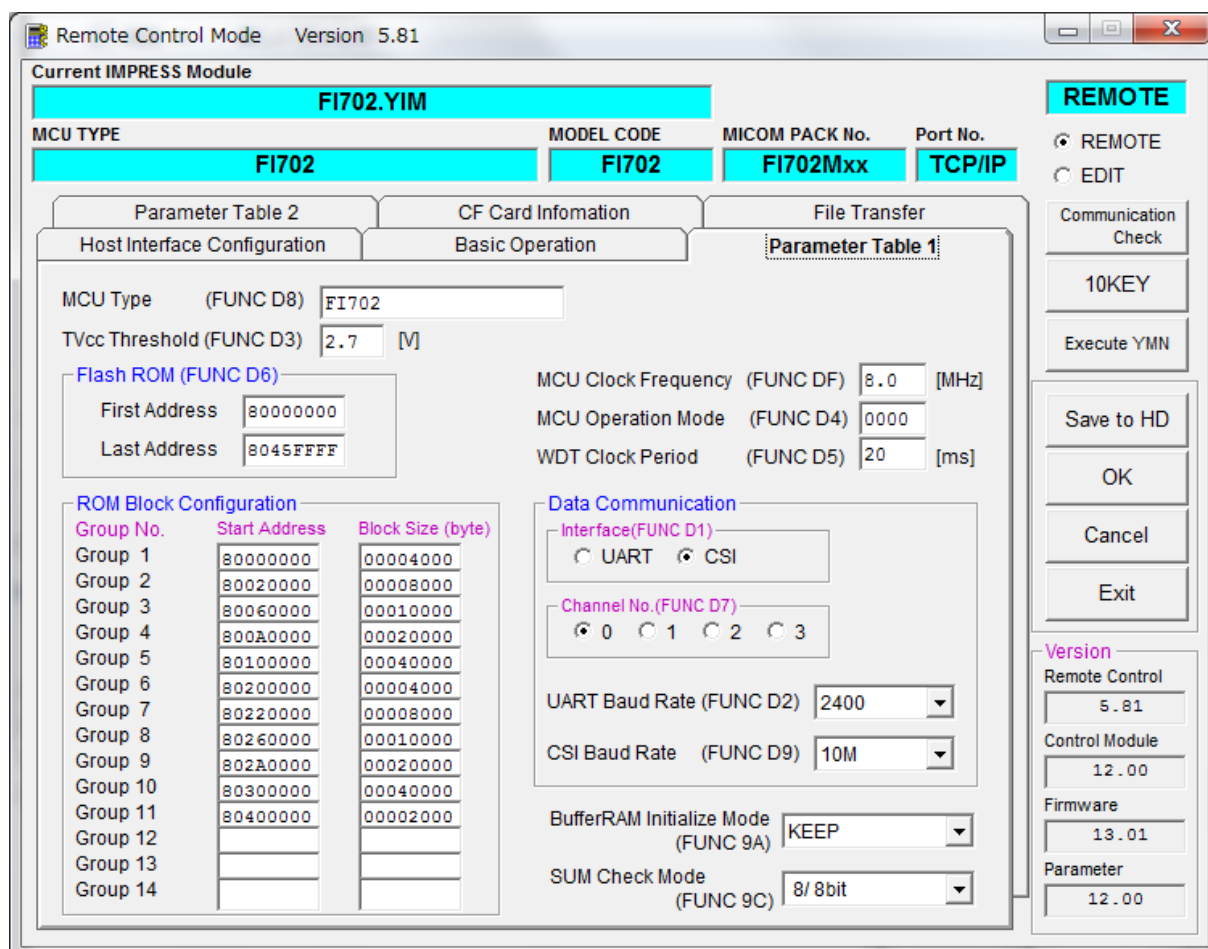 Remote Control Mode Version 5.81
Current IMPRESS Module
FI702.YIM
REMOTE
MCU TYPE MODEL CODE MICOM PACK No. Port No.
FI702 FI702 FI702Mxx TCP/IP
REMOTE
EDIT
Parameter Table 2 CF Card Infomation File Transfer
Host Interface Configuration Basic Operation Parameter Table 1
MCU Type (FUNC D8) FI702
TVcc Threshold (FUNC D3) 2.7 [V]
Flash ROM (FUNC D6)
First Address 80000000
Last Address 8045FFFF
MCU Clock Frequency (FUNC DF) 8.0 [MHz]
MCU Operation Mode (FUNC D4) 0000
WDT Clock Period (FUNC D5) 20 [ms]
ROM Block Configuration
Group No. Start Address Block Size (byte)
Group 1 80000000 00004000
Group 2 80020000 00008000
Group 3 80060000 00010000
Group 4 800A0000 00020000
Group 5 80100000 00040000
Group 6 80200000 00004000
Group 7 80220000 00008000
Group 8 80260000 00010000
Group 9 802A0000 00020000
Group 10 80300000 00040000
Group 11 80400000 00002000
Group 12
Group 13
Group 14
Data Communication
Interface(FUNC D1)
UART CSI
Channel No.(FUNC D7)
0 1 2 3
UART Baud Rate (FUNC D2) 2400
CSI Baud Rate (FUNC D9) 10M
BufferRAM Initialize Mode
(FUNC 9A) KEEP
SUM Check Mode
(FUNC 9C) 8/ 8bit
Communication
Check
10KEY
Execute YMN
Save to HD
OK
Cancel
Exit
Version
Remote Control
5.81
Control Module
12.00
Firmware
13.01
Parameter
12.00